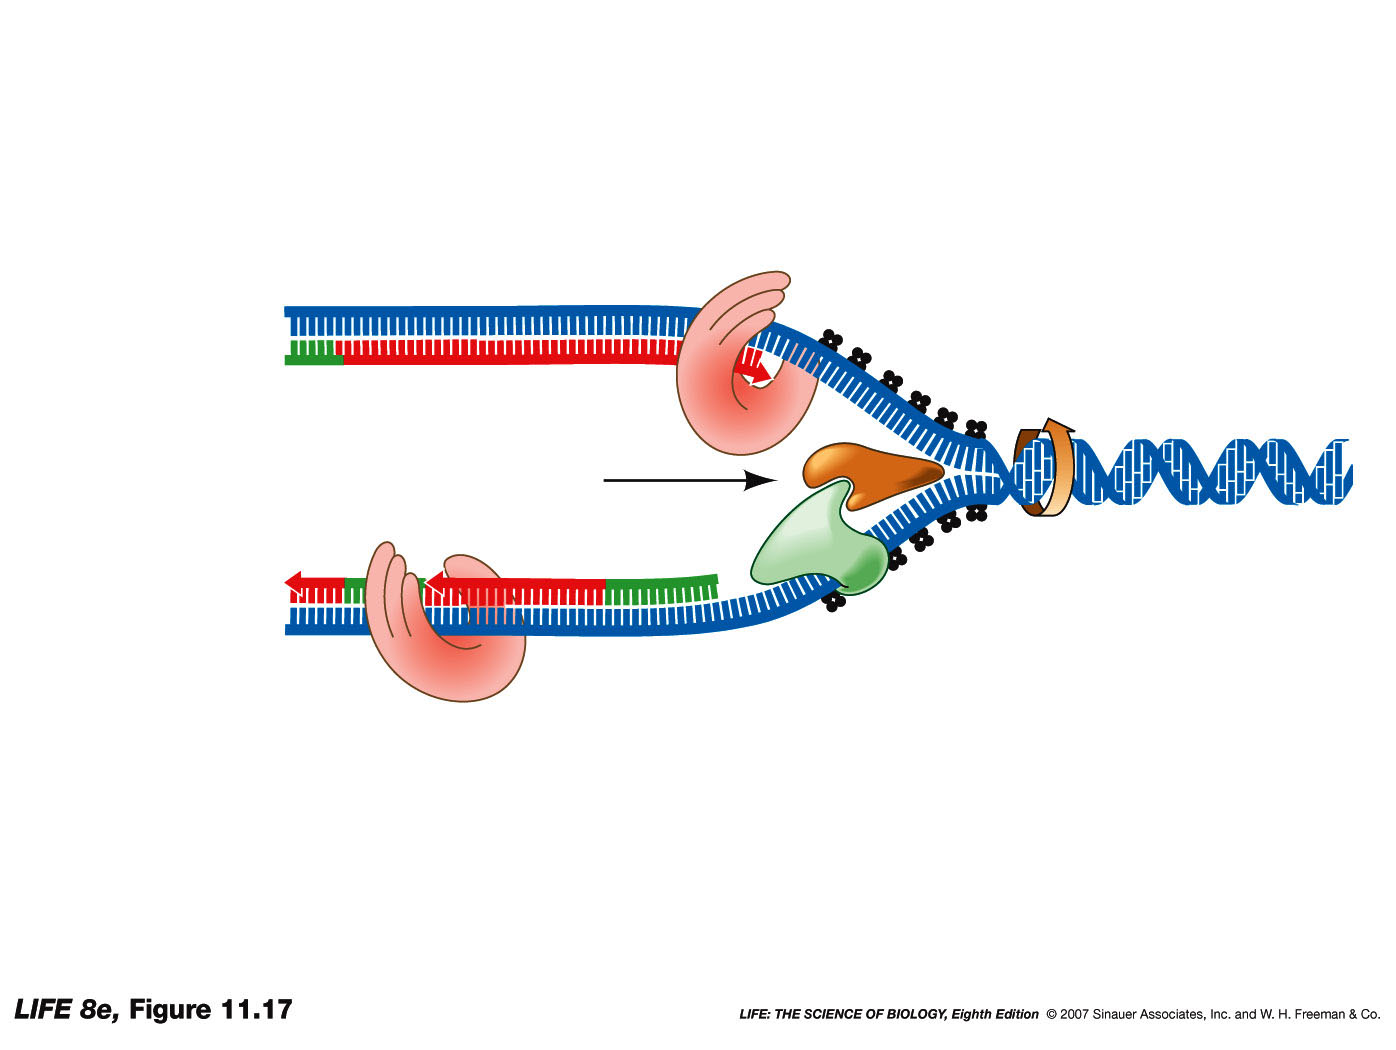 LIFE 8e, Figure 11.17
LIFE: THE SCIENCE OF BIOLOGY, Eighth Edition © 2007 Sinauer Associates, Inc. and W. H. Freeman & Co.